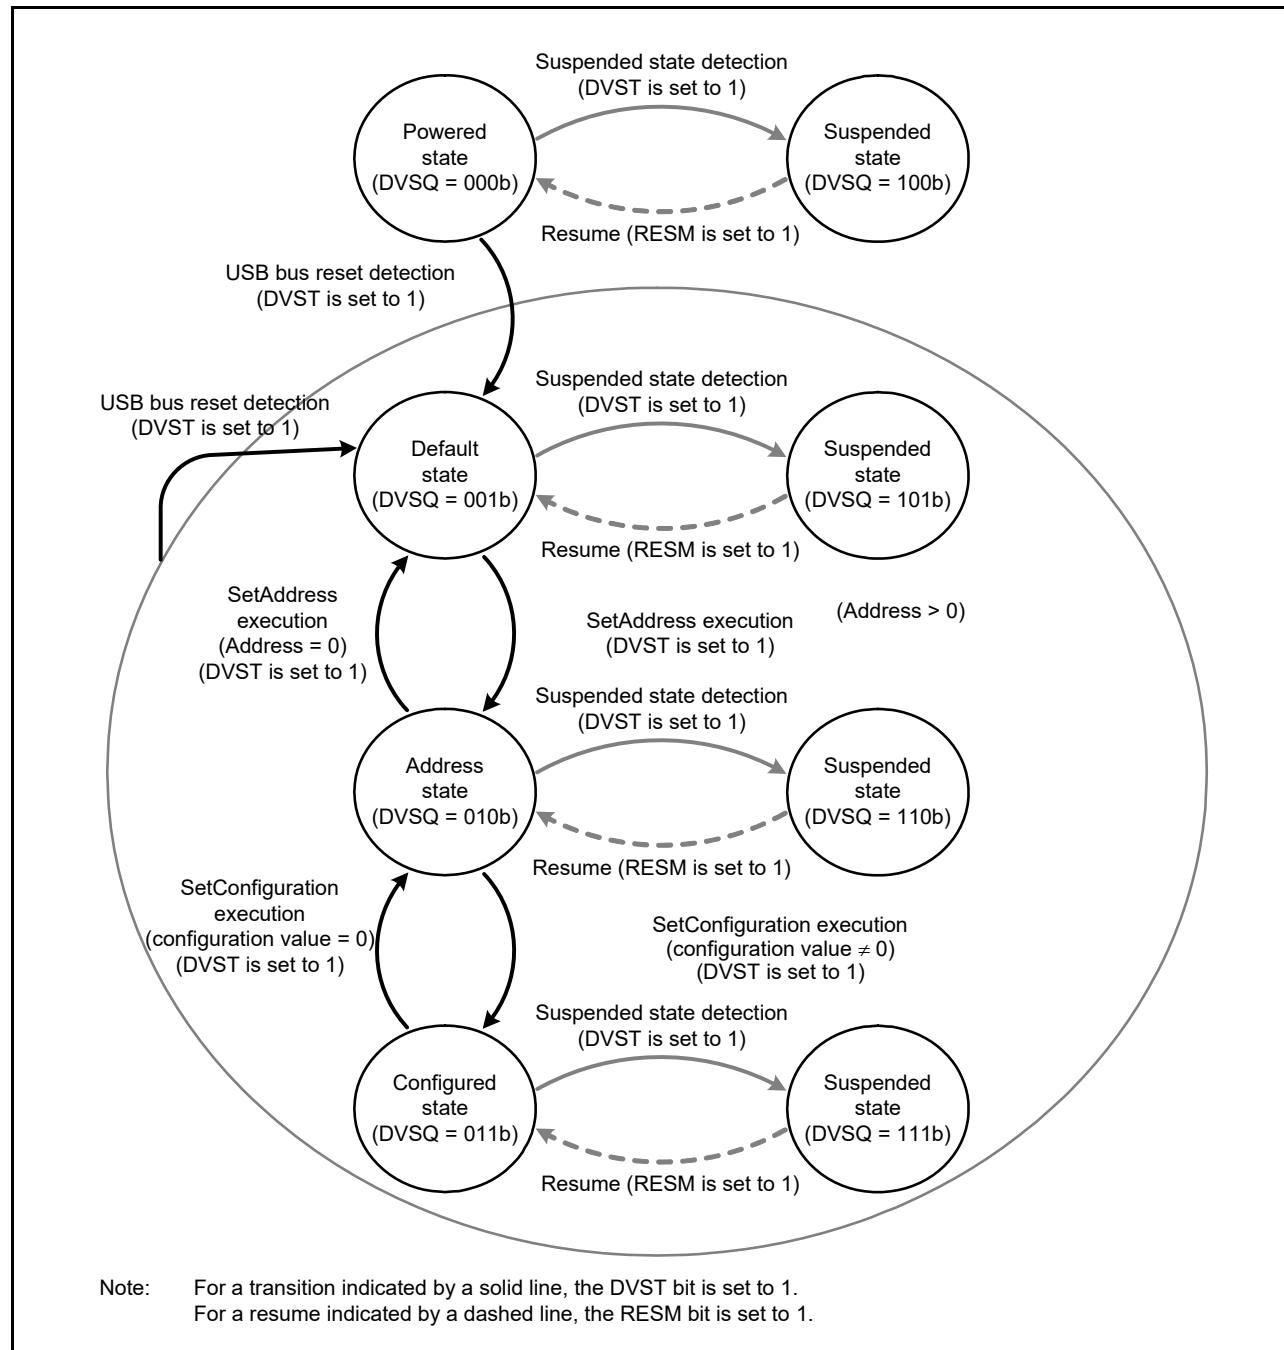 Suspended state detection
(DVST is set to 1)
Powered
state
(DVSQ = 000b)
Suspended
state
(DVSQ = 100b)
Resume (RESM is set to 1)
USB bus reset detection
(DVST is set to 1)
Suspended state detection
(DVST is set to 1)
USB bus reset detection
(DVST is set to 1)
Default
state
(DVSQ = 001b)
Suspended
state
(DVSQ = 101b)
Resume (RESM is set to 1)
SetAddress
execution
(Address = 0)
(DVST is set to 1)
SetAddress execution
(DVST is set to 1)
(Address > 0)
Suspended state detection
(DVST is set to 1)
Address
state
(DVSQ = 010b)
Suspended
state
(DVSQ = 110b)
Resume (RESM is set to 1)
SetConfiguration
execution
(configuration value = 0)
(DVST is set to 1)
SetConfiguration execution
(configuration value ≠ 0)
(DVST is set to 1)
Suspended state detection
(DVST is set to 1)
Configured
state
(DVSQ = 011b)
Suspended
state
(DVSQ = 111b)
Resume (RESM is set to 1)
Note: For a transition indicated by a solid line, the DVST bit is set to 1.
For a resume indicated by a dashed line, the RESM bit is set to 1.